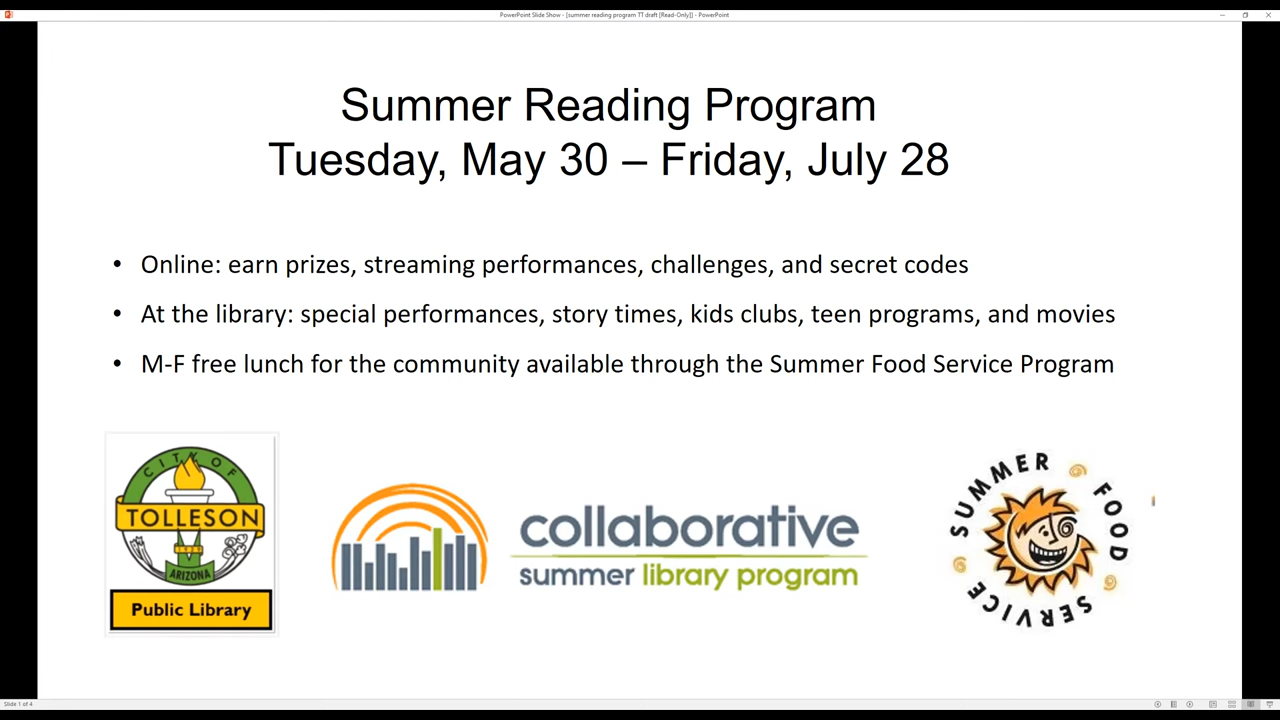 PowerPoint Slide Show - [summer reading program TT draft [Read-Only]] - PowerPoint
Summer Reading Program
Tuesday, May 30 – Friday, July 28
• Online: earn prizes, streaming performances, challenges, and secret codes
• At the library: special performances, story times, kids clubs, teen programs, and movies
• M-F free lunch for the community available through the Summer Food Service Program
CITY OF
TOLLESON
ARIZONA
Public Library
collaborative
summer library program
SUMMER FOOD SERVICE
Slide 1 of 4